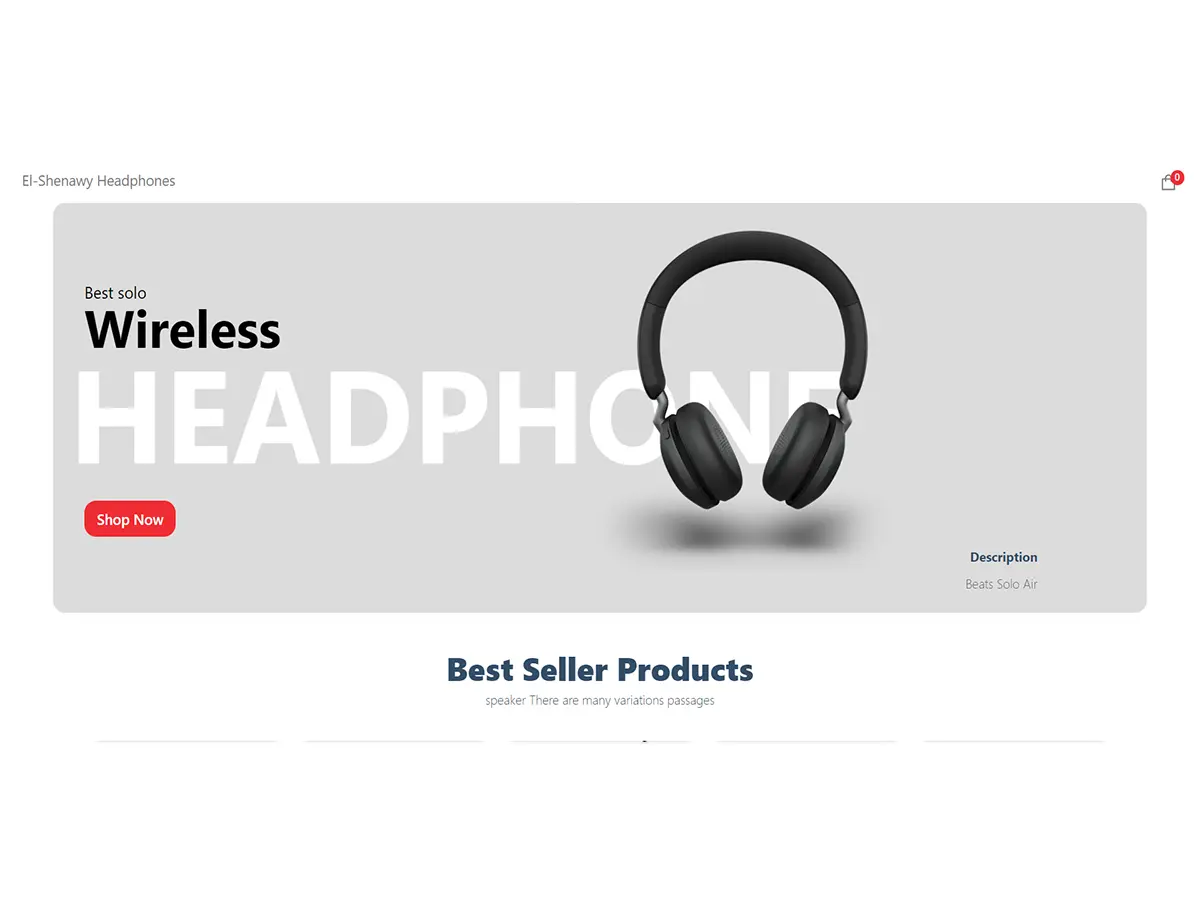 El-Shenawy Headphones
0
Best solo
Wireless
HEADPHONE
Shop Now
Description
Beats Solo Air
Best Seller Products
speaker There are many variations passages